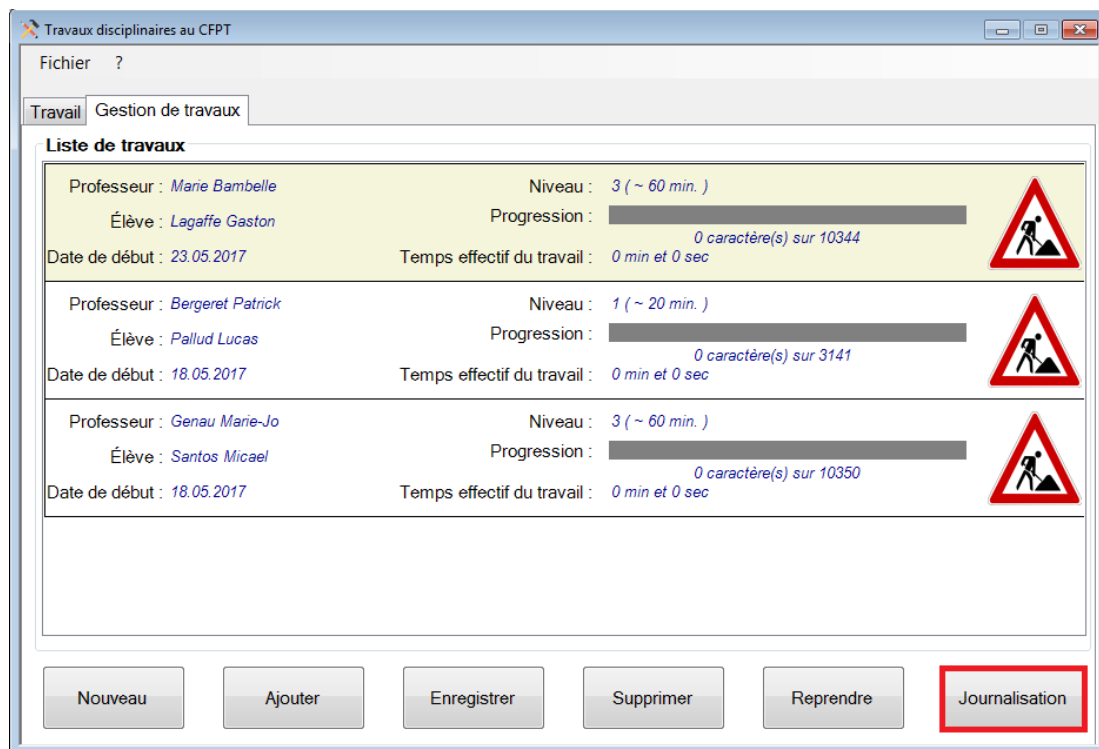 Travaux disciplinaires au CFPT
Fichier ?
Travail Gestion de travaux
Liste de travaux
Professeur : Marie Bambelle Niveau : 3 ( ~ 60 min. )
Élève : Lagaffe Gaston Progression :
0 caractère(s) sur 10344
Date de début : 23.05.2017 Temps effectif du travail : 0 min et 0 sec
Professeur : Bergeret Patrick Niveau : 1 ( ~ 20 min. )
Élève : Pallud Lucas Progression :
0 caractère(s) sur 3141
Date de début : 18.05.2017 Temps effectif du travail : 0 min et 0 sec
Professeur : Genau Marie-Jo Niveau : 3 ( ~ 60 min. )
Élève : Santos Micael Progression :
0 caractère(s) sur 10350
Date de début : 18.05.2017 Temps effectif du travail : 0 min et 0 sec
Nouveau Ajouter Enregistrer Supprimer Reprendre Journalisation